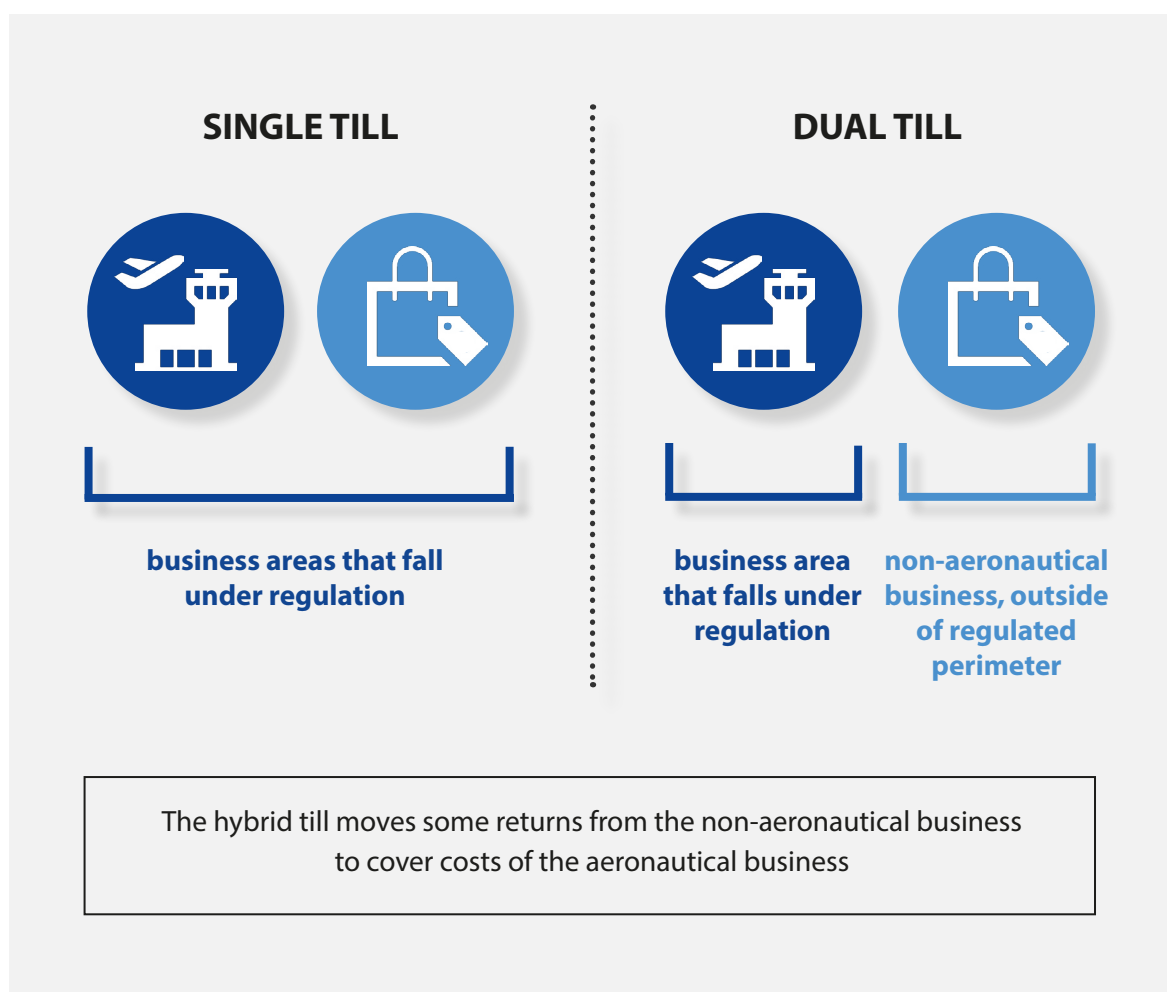 SINGLE TILL
business areas that fall
under regulation
DUAL TILL
business area
that falls under
regulation
non-aeronautical
business, outside
of regulated
perimeter
The hybrid till moves some returns from the non-aeronautical business
to cover costs of the aeronautical business